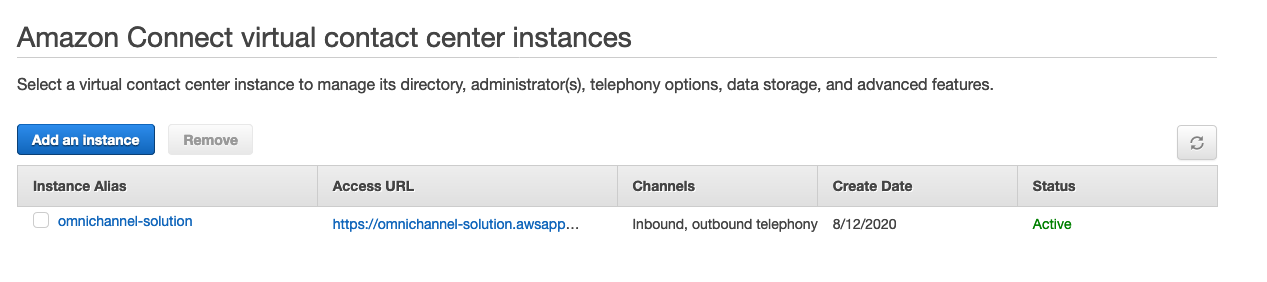 Amazon Connect virtual contact center instances
Select a virtual contact center instance to manage its directory, administrator(s), telephony options, data storage, and advanced features.
Add an instance Remove
Instance Alias Access URL Channels Create Date Status
omnichannel-solution https://omnichannel-solution.awsapp... Inbound, outbound telephony 8/12/2020 Active